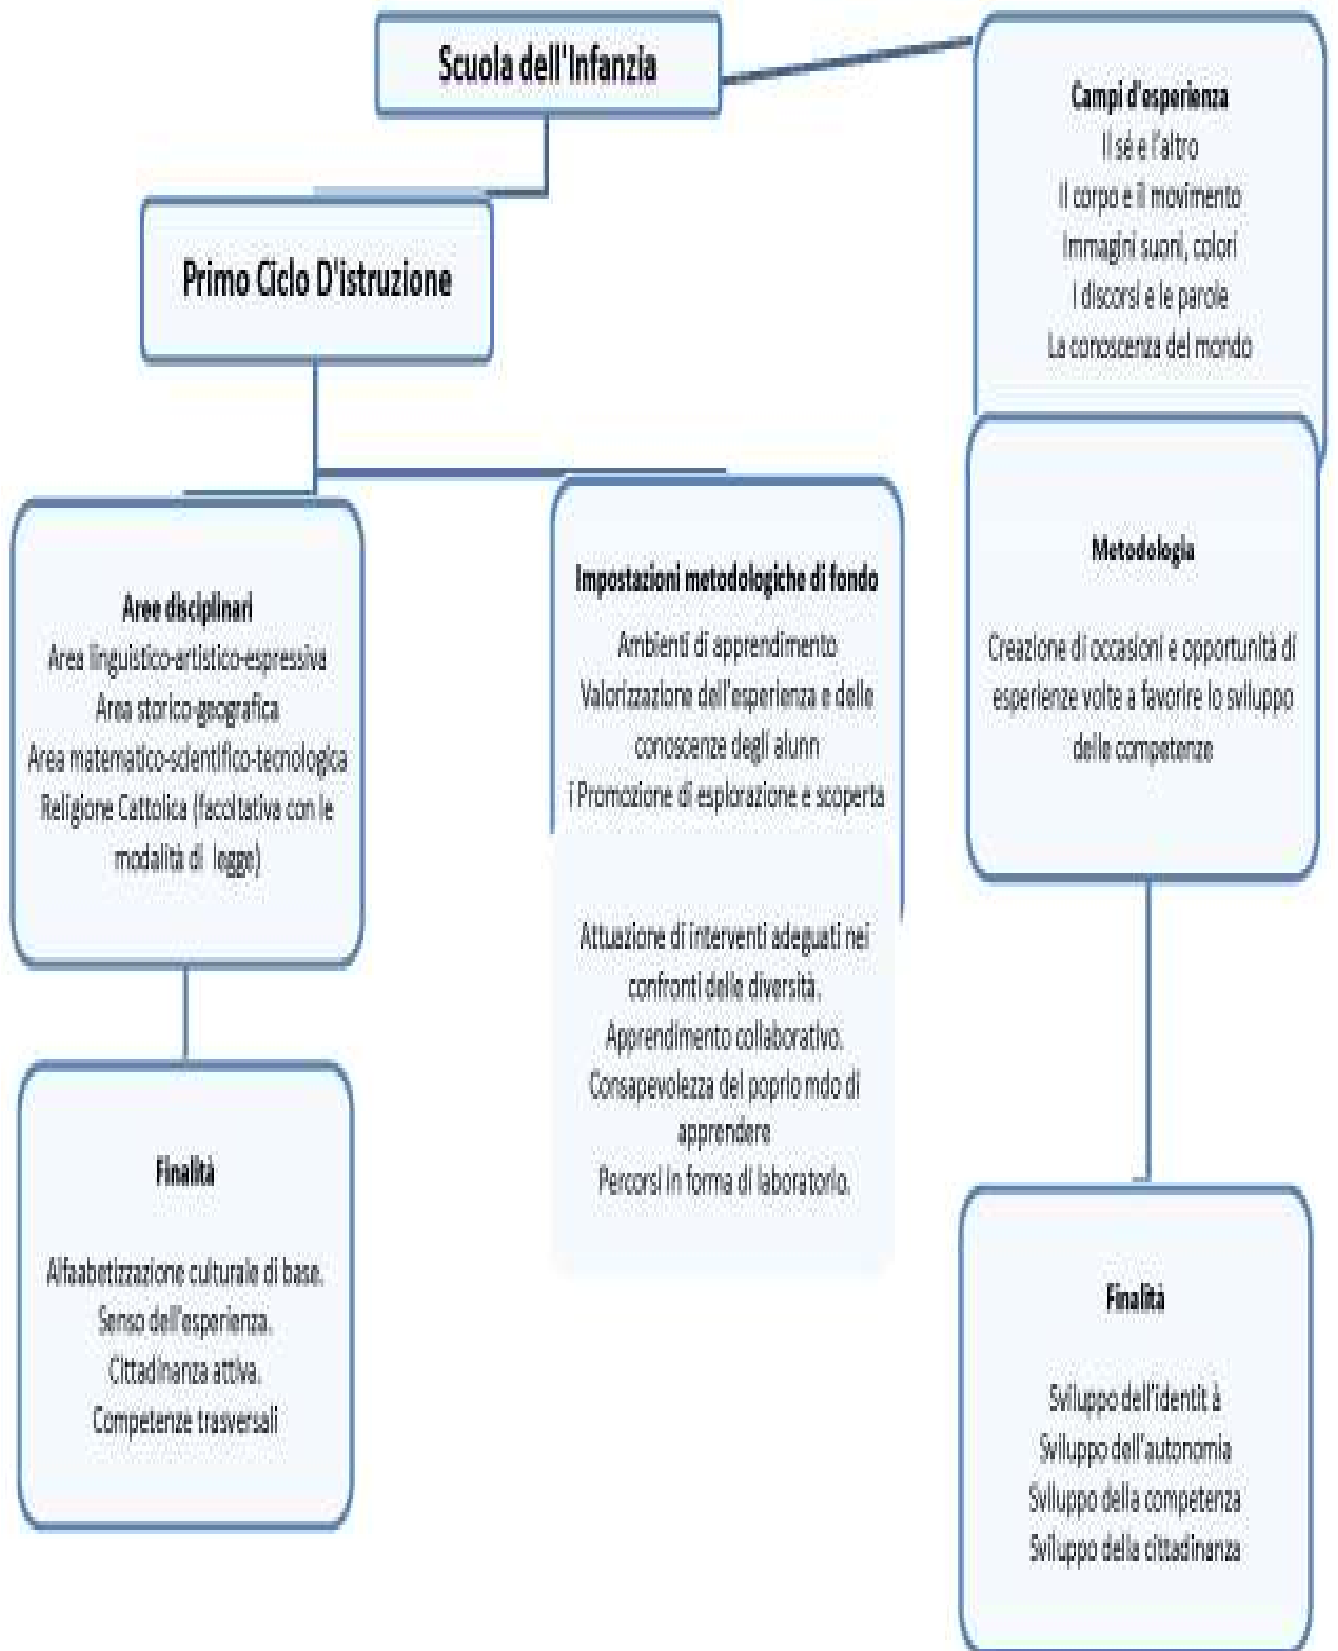 Scuola dell'Infanzia
Campi d'esperienza
Il sé e l'altro
Il corpo e il movimento
Immagini suoni, colori
I discorsi e le parole
La conoscenza del mondo
Primo Ciclo D'istruzione
Aree disciplinari
Area linguistico-artistico-espressiva
Area storico-geografica
Area matematico-scientifico-tecnologica
Religione Cattolica (facoltativa con le
modalità di legge)
Impostazioni metodologiche di fondo
Ambienti di apprendimento
Valorizzazione dell'esperienza e delle
conoscenze degli alunn
i Promozione di esplorazione e scoperta
Attuazione di interventi adeguati nei
confronti delle diversità.
Apprendimento collaborativo.
Consapevolezza del poprio mdo di
apprendere
Percorsi in forma di laboratorio.
Metodologia
Creazione di occasioni e opportunità di
esperienze volte a favorire lo sviluppo
delle competenze
Finalità
Alfaabetizzazione culturale di base.
Senso dell'esperienza.
Cittadinanza attiva.
Competenze trasversali
Finalità
Sviluppo dell'identit à
Sviluppo dell'autonomia
Sviluppo della competenza
Sviluppo della cittadinanza